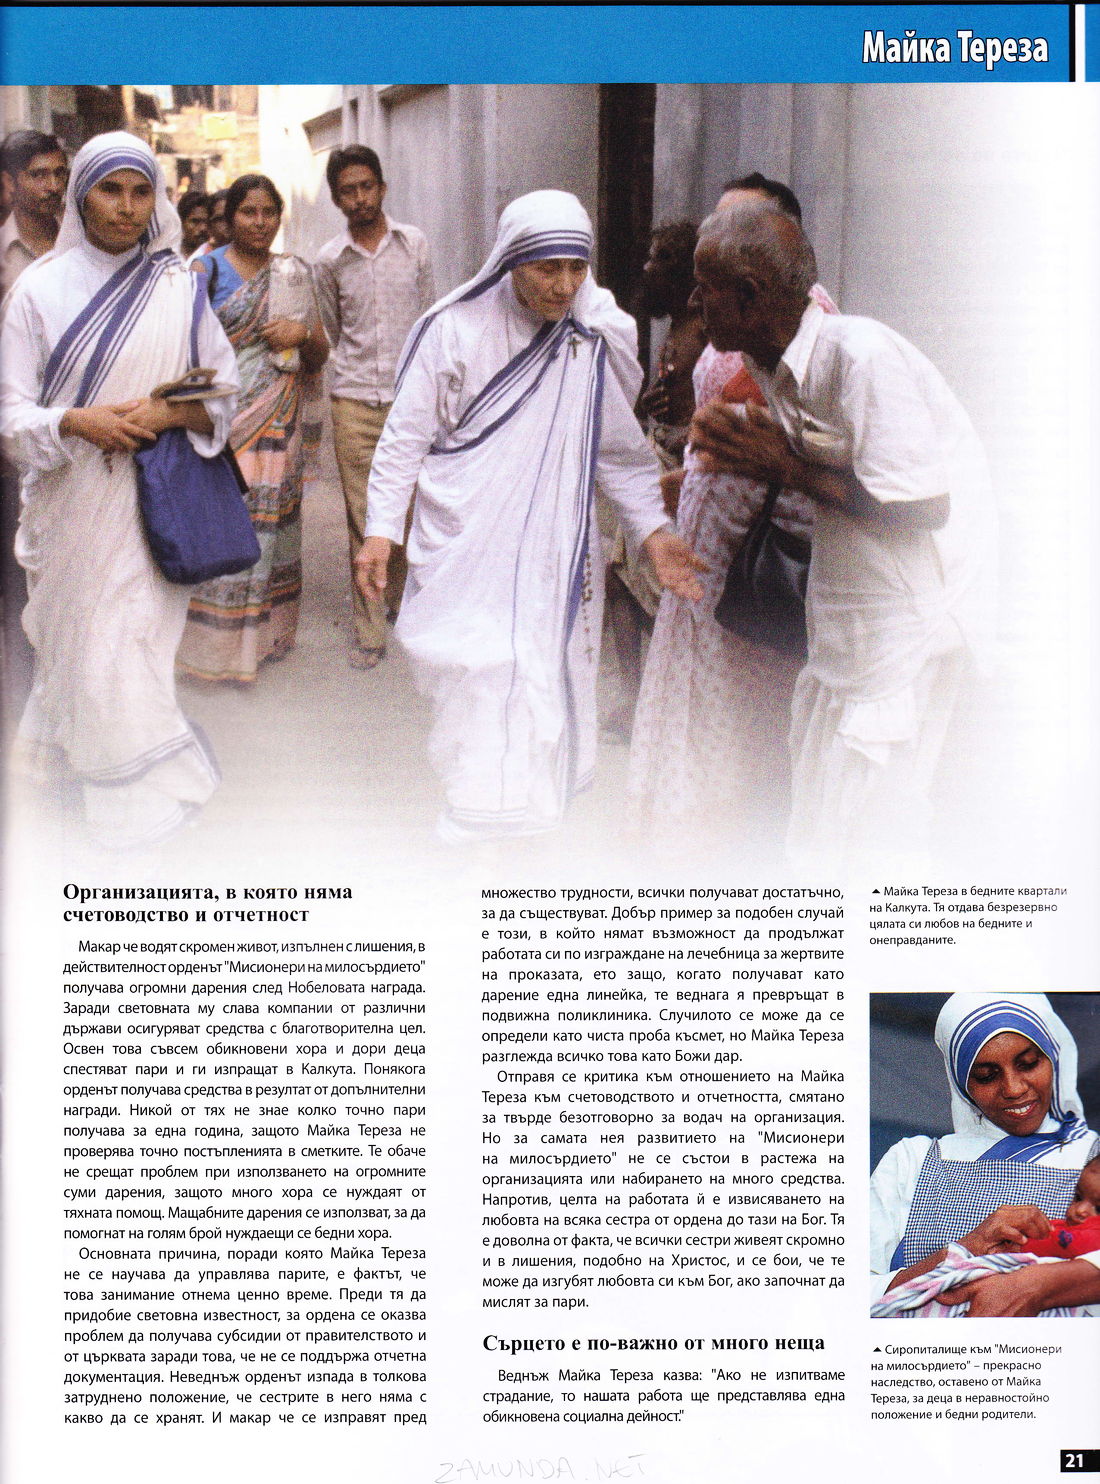 Майка Тереза
Организацията, в която няма
счетоводство и отчетност
Макар че водят скромен живот, изпълнен с лишения, в
действителност орденът "Мисионери на милосърдието"
получава огромни дарения след Нобеловата награда.
Заради световната му слава компании от различни
държави осигуряват средства с благотворителна цел.
Освен това съвсем обикновени хора и дори деца
спестяват пари и ги изпращат в Калкута. Понякога
орденът получава средства в резултат от допълнителни
награди. Никой от тях не знае колко точно пари
получава за една година, защото Майка Тереза не
проверява точно постъпленията в сметките. Те обаче
не срещат проблем при използването на огромните
суми дарения, защото много хора се нуждаят от
тяхната помощ. Мащабните дарения се използват, за да
помогнат на голям брой нуждаещи се бедни хора.
Основната причина, поради която Майка Тереза
не се научава да управлява парите, е фактът, че
това занимание отнема ценно време. Преди тя да
придобие световна известност, за ордена се оказва
проблем да получава субсидии от правителството и
от църквата заради това, че не се поддържа отчетна
документация. Неведнъж орденът изпада в толкова
затруднено положение, че сестрите в него няма с
какво да се хранят. И макар че се изправят пред
множество трудности, всички получават достатъчно,
за да съществуват. Добър пример за подобен случай
е този, в който нямат възможност да продължат
работата си по изграждане на лечебница за жертвите
на проказата, ето защо, когато получават като
дарение една линейка, те веднага я превръщат в
подвижна поликлиника. Случилото се може да се
определи като чиста проба късмет, но Майка Тереза
разглежда всичко това като Божи дар.
Отправя се критика към отношението на Майка
Тереза към счетоводството и отчетността, смятано
за твърде безотговорно за водач на организация.
Но за самата нея развитието на "Мисионери
на милосърдието" не се състои в растежа на
организацията или набирането на много средства.
Напротив, целта на работата й е извисяването на
любовта на всяка сестра от ордена до тази на Бог. Тя
е доволна от факта, че всички сестри живеят скромно
и в лишения, подобно на Христос, и се бои, че те
може да изгубят любовта си към Бог, ако започнат да
мислят за пари.
Сърцето е по-важно от много неща
Веднъж Майка Тереза казва: "Ако не изпитваме
страдание, то нашата работа ще представлява една
обикновена социална дейност."
Майка Тереза в бедните квартали
на Калкута. Тя отдава безрезервно
цялата си любов на бедните и
онеправданите.
Сиропиталище към "Мисионери
на милосърдието" – прекрасно
наследство, оставено от Майка
Тереза, за деца в неравностойно
положение и бедни родители.
21
ZAMUNDA.NET